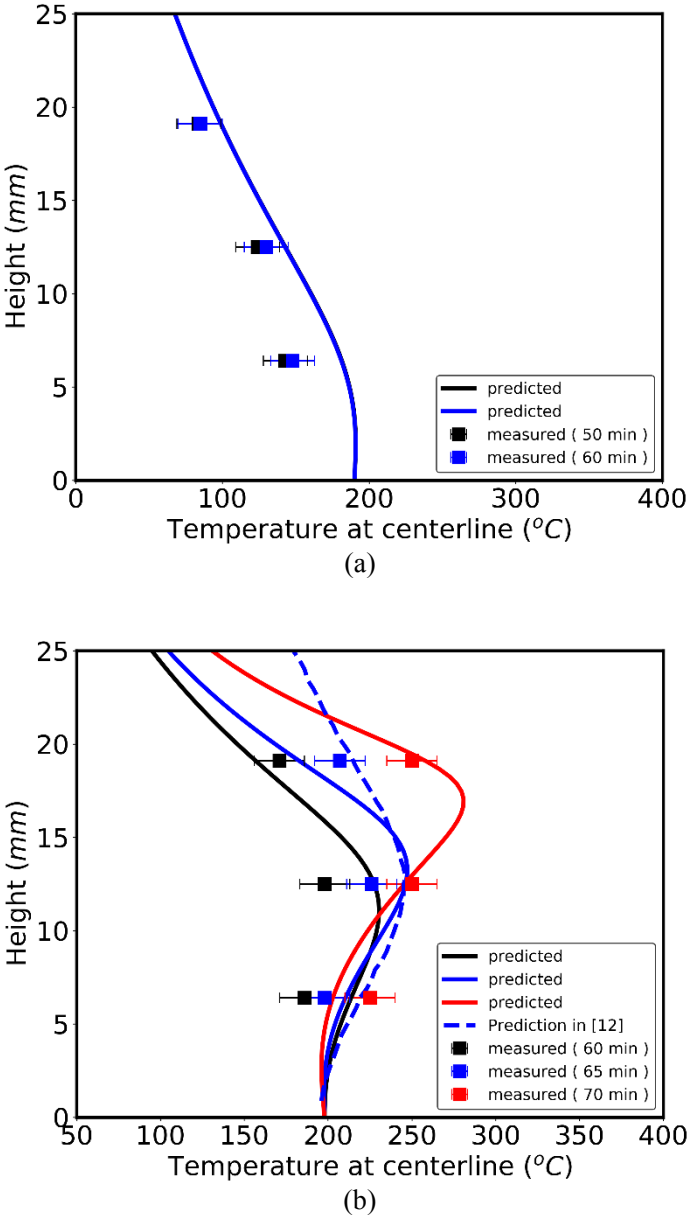 25
20
15
10
5
0
Height (mm)
0
100
200
300
400
predicted
predicted
measured ( 50 min )
measured ( 60 min )
Temperature at centerline (°C)
(a)
25
20
15
10
5
0
Height (mm)
50
100
150
200
250
300
350
400
predicted
predicted
predicted
Prediction in [12]
measured ( 60 min )
measured ( 65 min )
measured ( 70 min )
Temperature at centerline (°C)
(b)